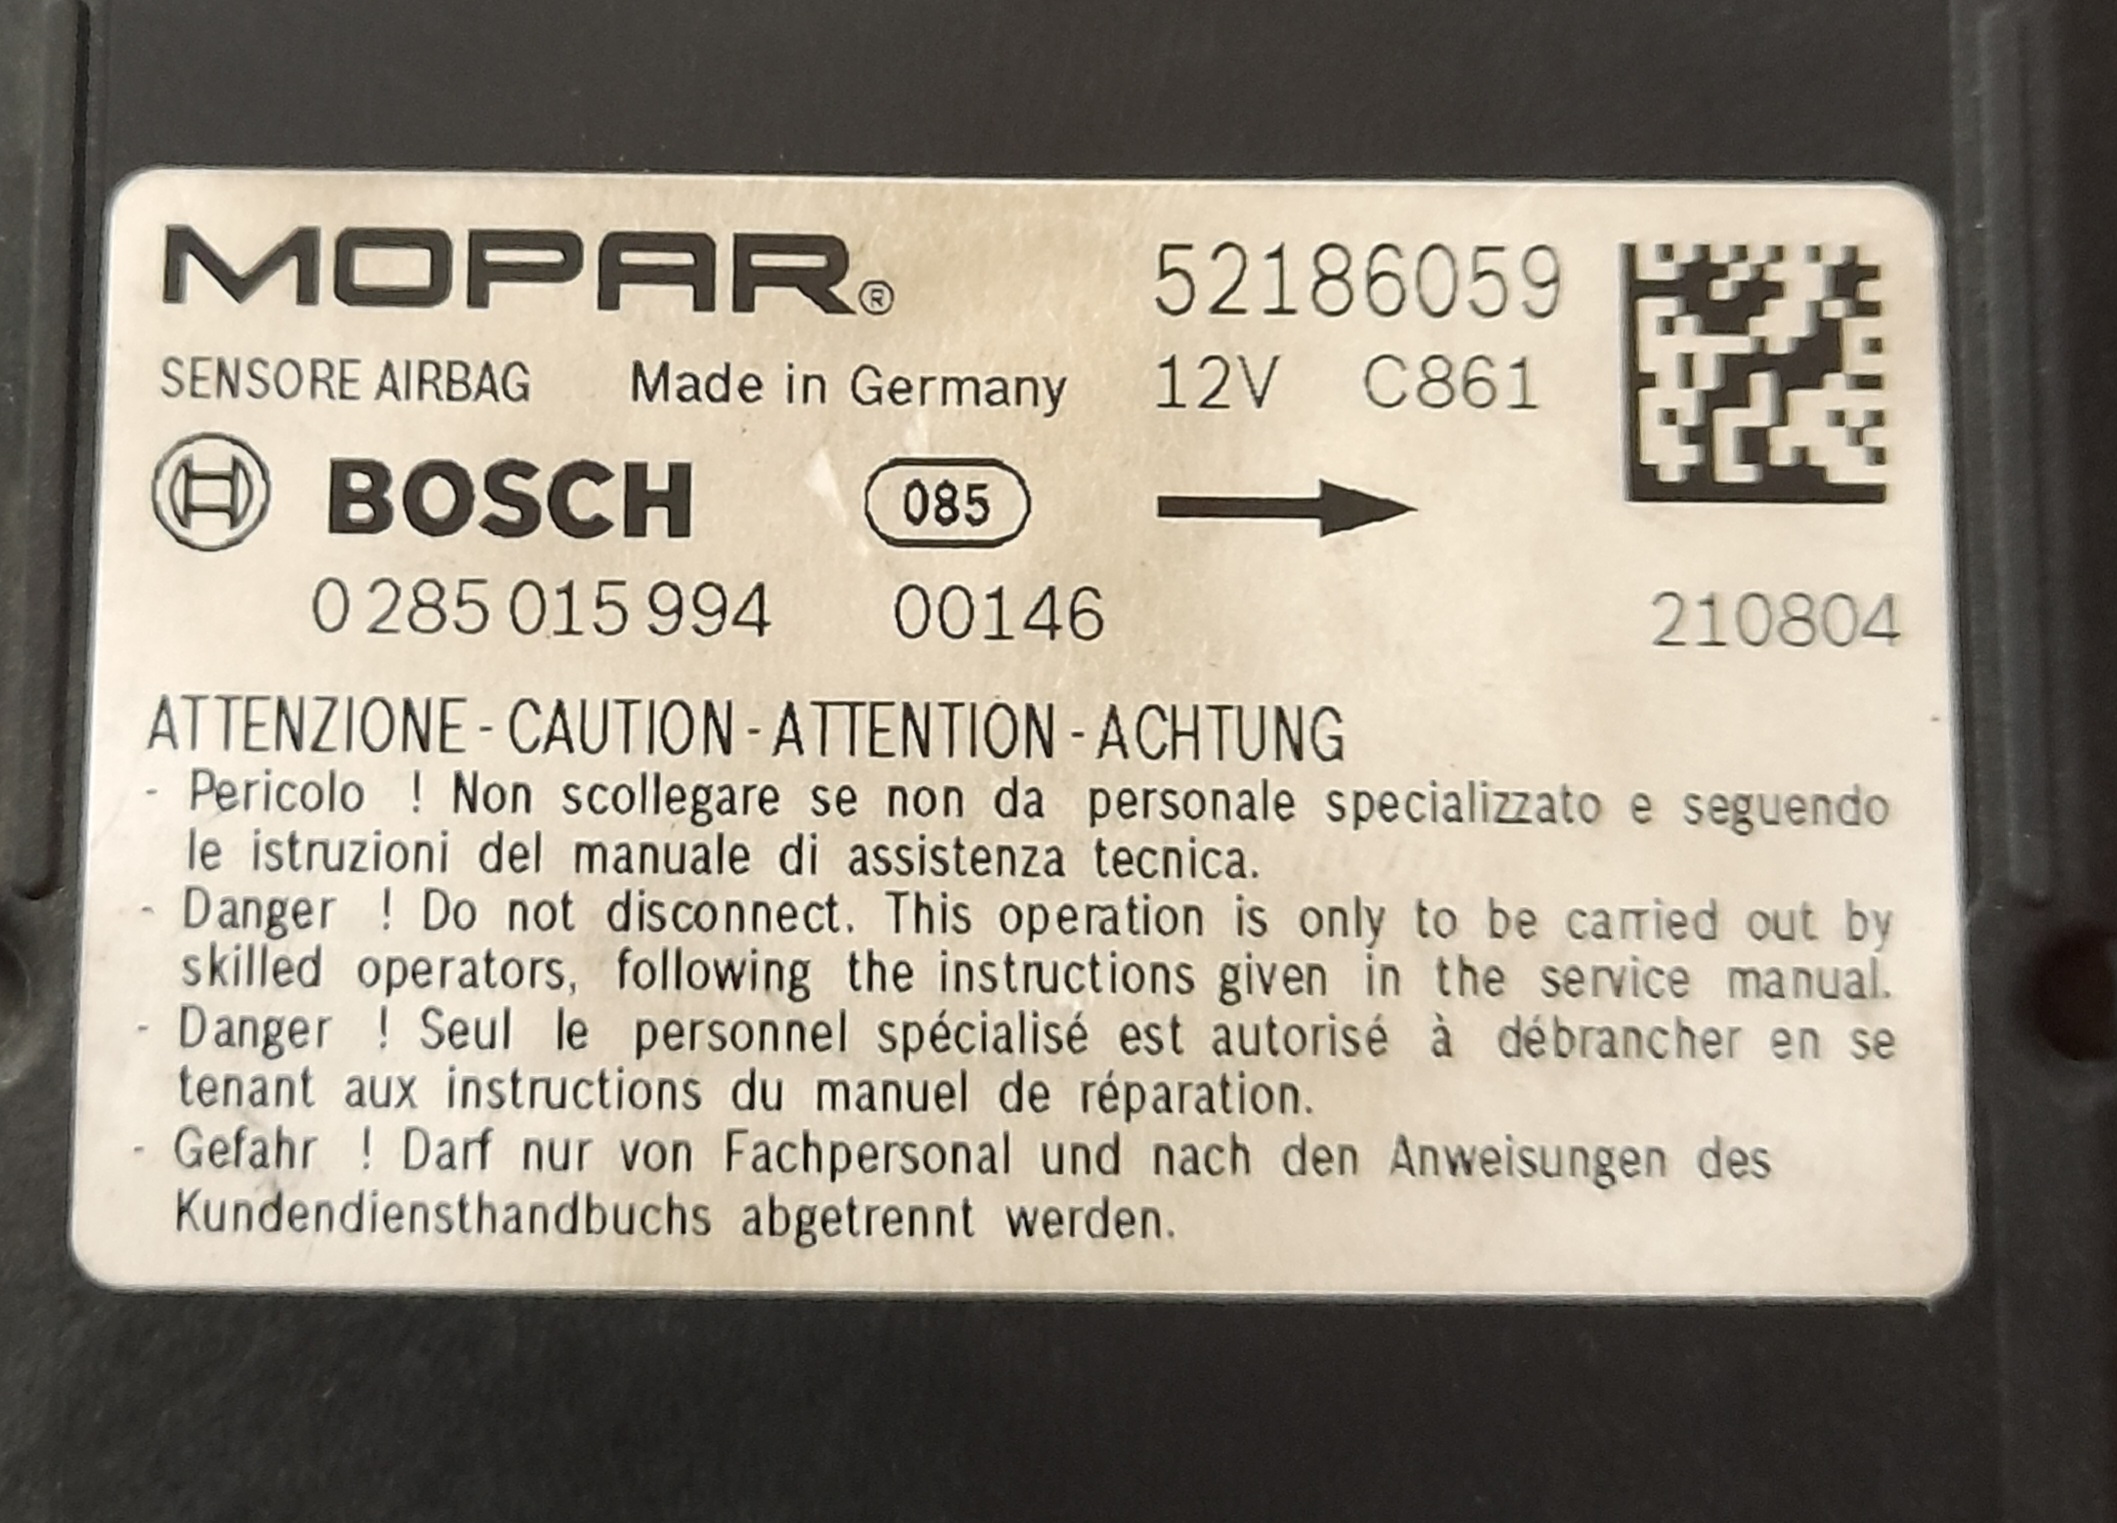 MOPAR® 52186059
SENSORE AIRBAG Made in Germany 12V C861
BOSCH 085
0 285 015 994 00146 210804
ATTENZIONE - CAUTION - ATTENTION - ACHTUNG
- Pericolo ! Non scollegare se non da personale specializzato e seguendo
le istruzioni del manuale di assistenza tecnica.
- Danger ! Do not disconnect. This operation is only to be carried out by
skilled operators, following the instructions given in the service manual.
- Danger ! Seul le personnel spécialisé est autorisé à débrancher en se
tenant aux instructions du manuel de réparation.
- Gefahr ! Darf nur von Fachpersonal und nach den Anweisungen des
Kundendiensthandbuchs abgetrennt werden.